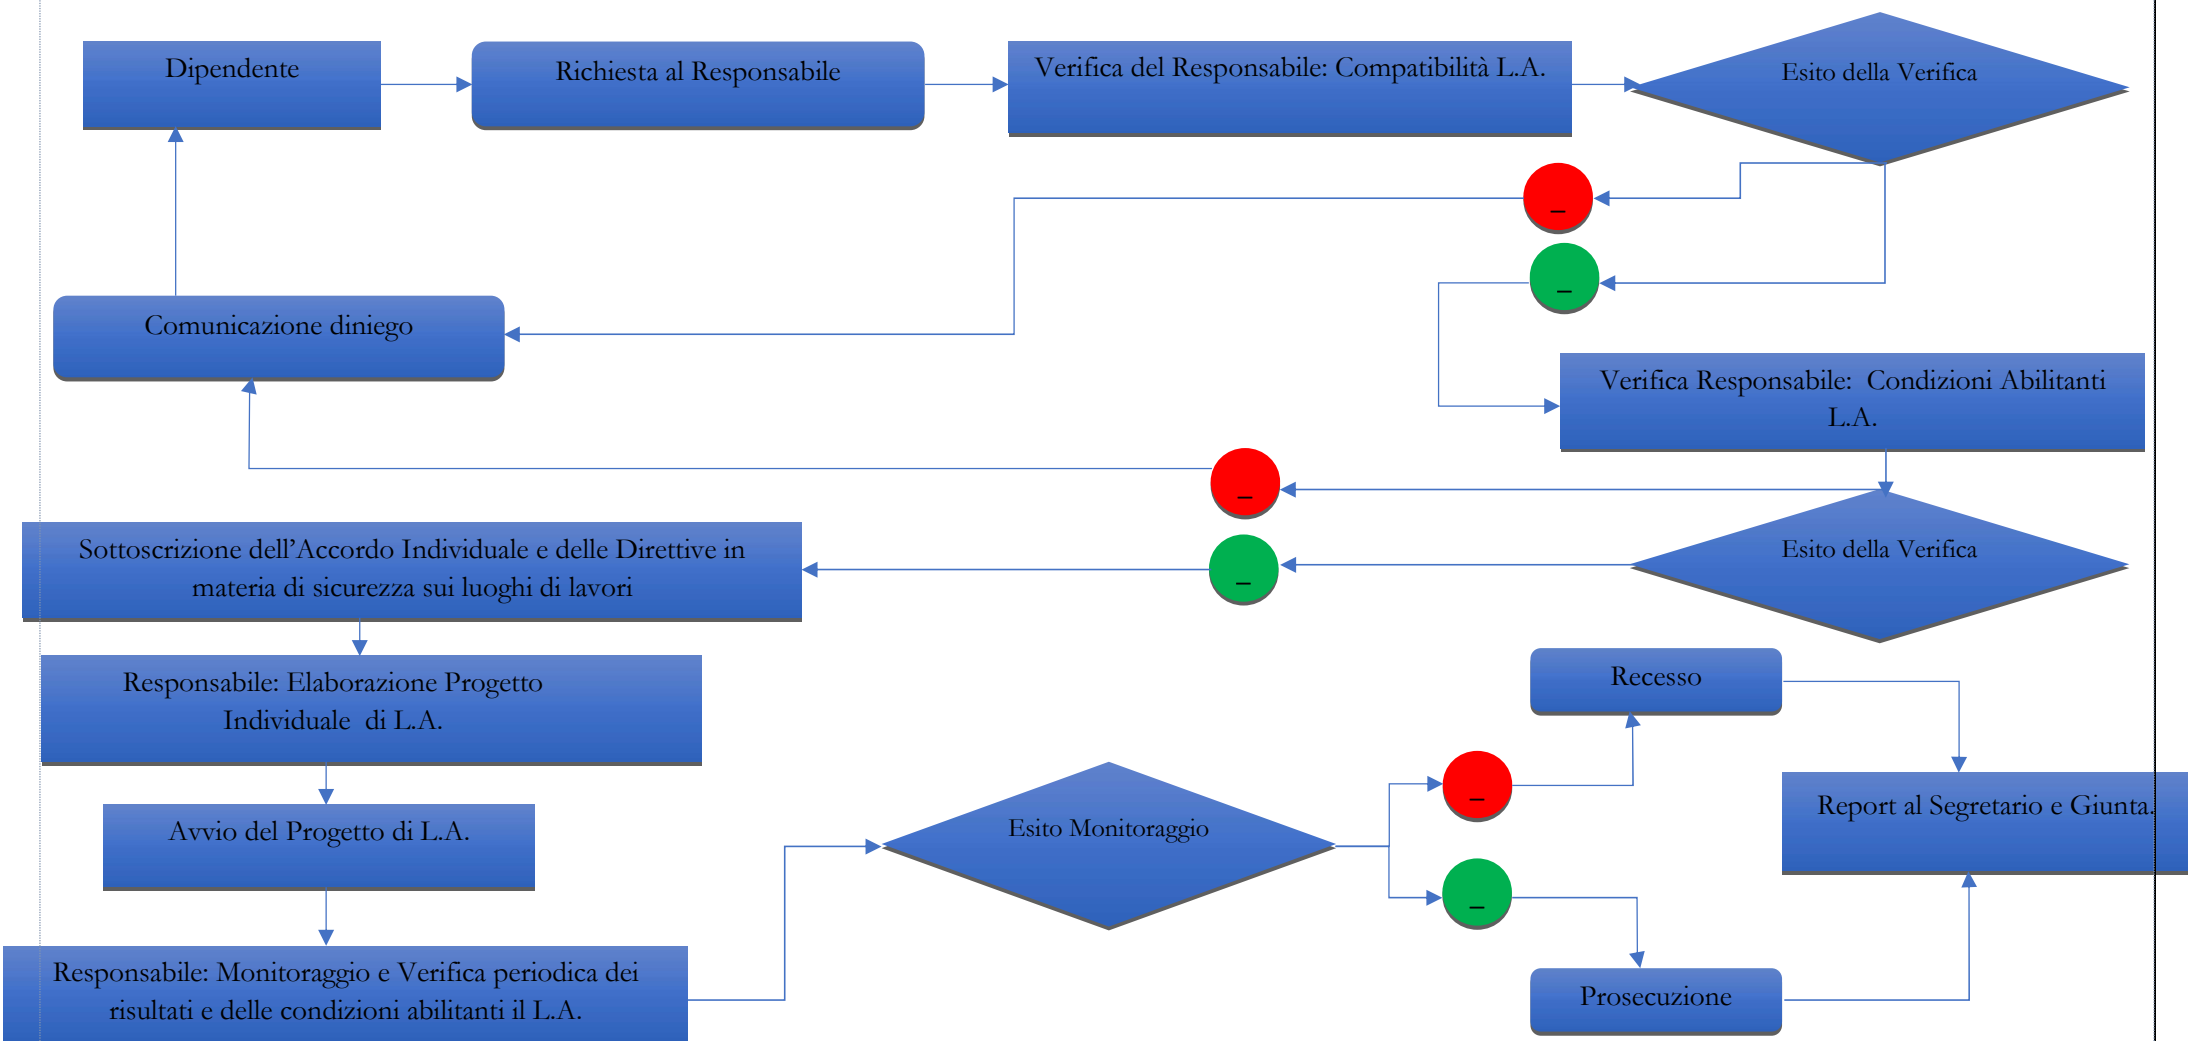 Dipendente
Richiesta al Responsabile
Verifica del Responsabile: Compatibilità L.A.
Esito della Verifica
_
_
Comunicazione diniego
Verifica Responsabile:  Condizioni Abilitanti
L.A.
_
_
Esito della Verifica
Sottoscrizione dell’Accordo Individuale e delle Direttive in
materia di sicurezza sui luoghi di lavori
Responsabile: Elaborazione Progetto
Individuale  di L.A.
Recesso
Avvio del Progetto di L.A.
Esito Monitoraggio
_
_
Report al Segretario e Giunta.
Responsabile: Monitoraggio e Verifica periodica dei
risultati e delle condizioni abilitanti il L.A.
Prosecuzione